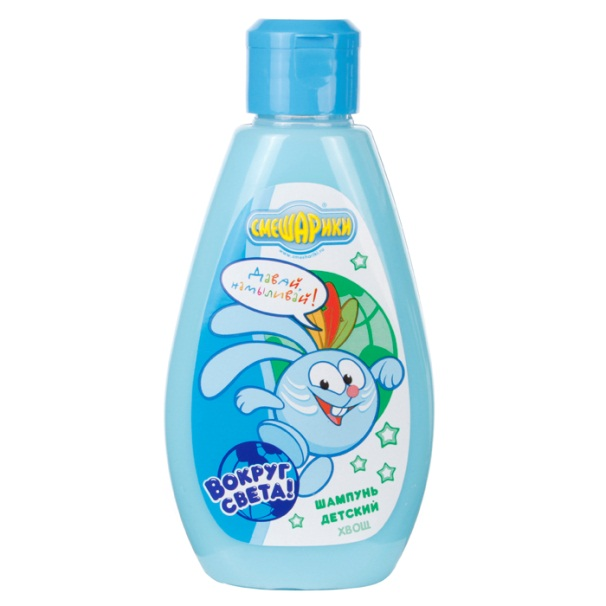 СМЕШАРИКИ
Давай,
намыливай!
ВОКРУГ
СВЕТА!
ШАМПУНЬ
ДЕТСКИЙ
ХВОЩ